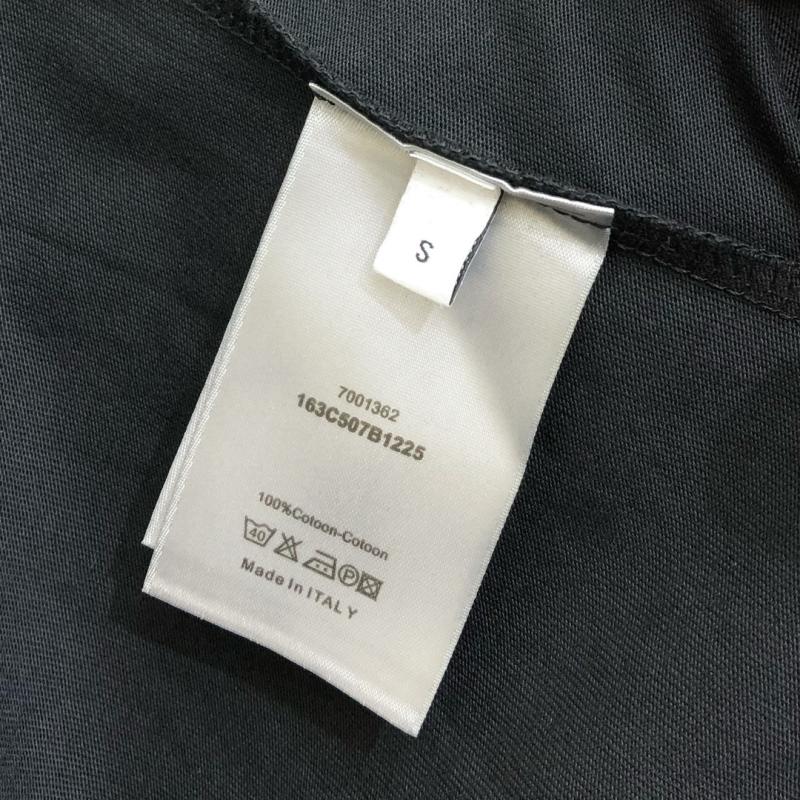 S
7001362
163C507B1225
100%Cotoon-Cotoon
40 P
Made In ITALY